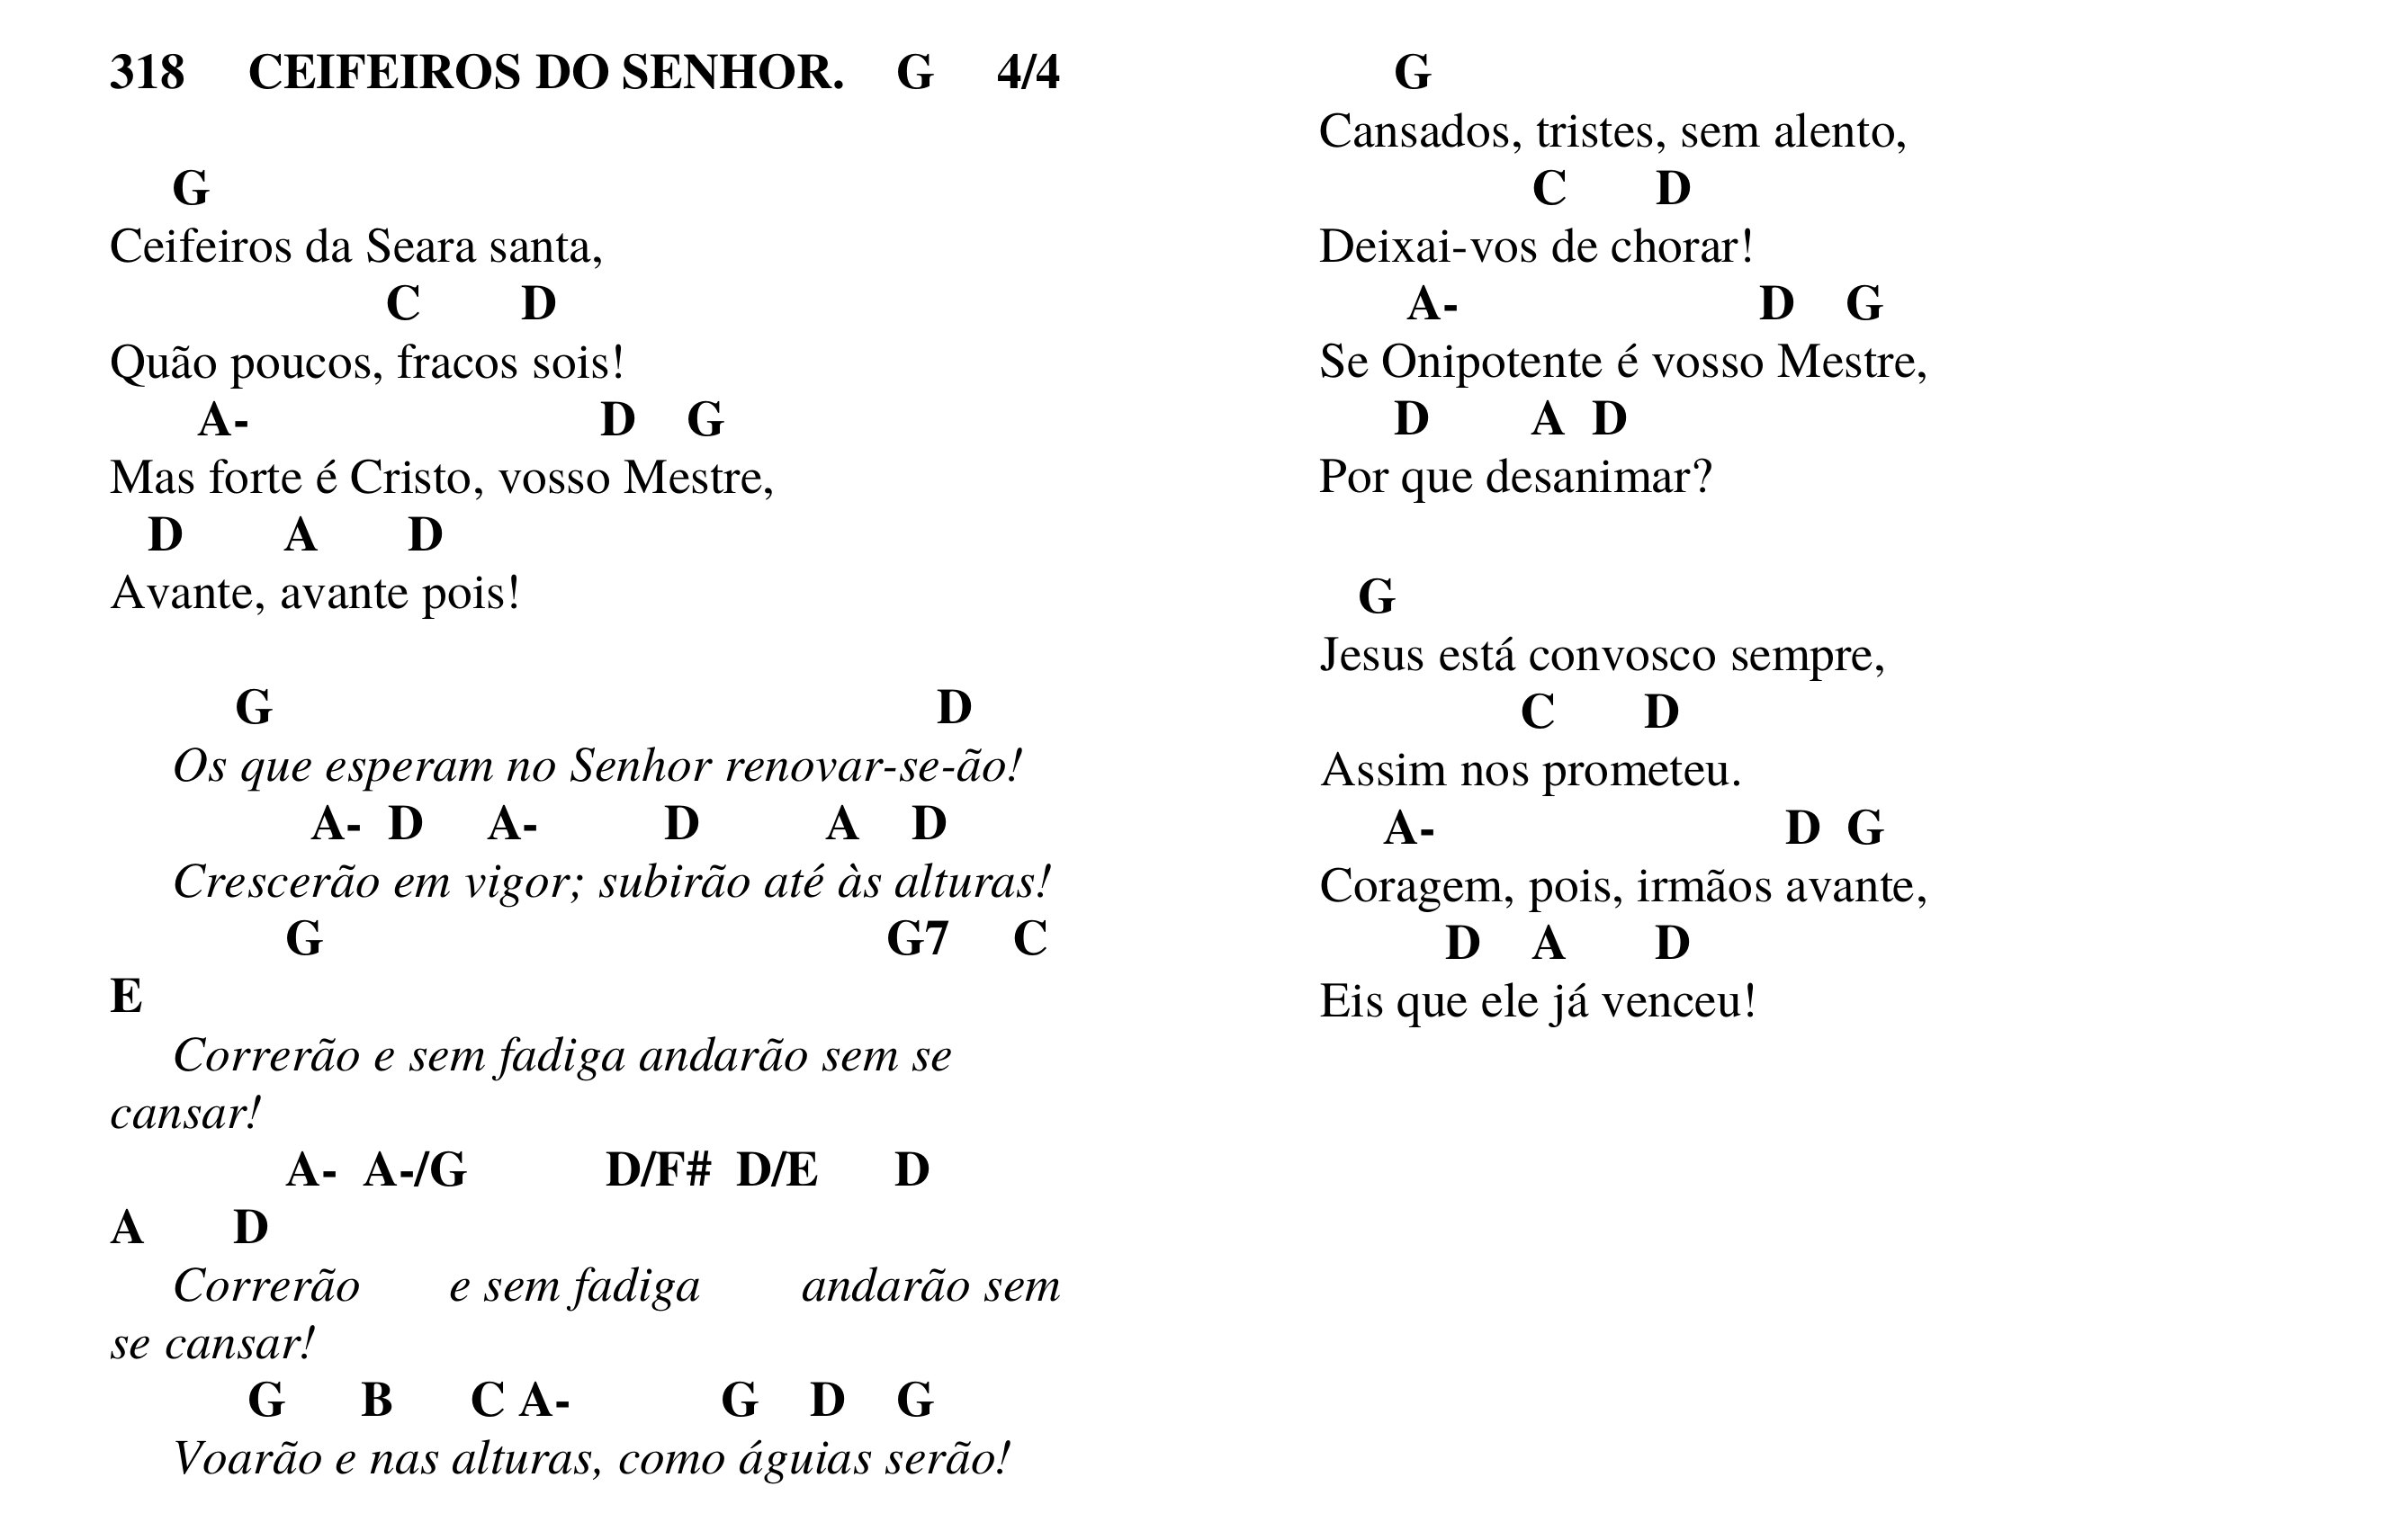 318 CEIFEIROS DO SENHOR. G 4/4
G
Ceifeiros da Seara santa,
C D
Quão poucos, fracos sois!
A- D G
Mas forte é Cristo, vosso Mestre,
D A D
Avante, avante pois!
G D
Os que esperam no Senhor renovar-se-ão!
A- D A- D A D
Crescerão em vigor; subirão até às alturas!
G G7 C
E
Correrão e sem fadiga andarão sem se
cansar!
A- A-/G D/F# D/E D
A D
Correrão e sem fadiga andarão sem
se cansar!
G B C A- G D G
Voarão e nas alturas, como águias serão!
G
Cansados, tristes, sem alento,
C D
Deixai-vos de chorar!
A- D G
Se Onipotente é vosso Mestre,
D A D
Por que desanimar?
G
Jesus está convosco sempre,
C D
Assim nos prometeu.
A- D G
Coragem, pois, irmãos avante,
D A D
Eis que ele já venceu!